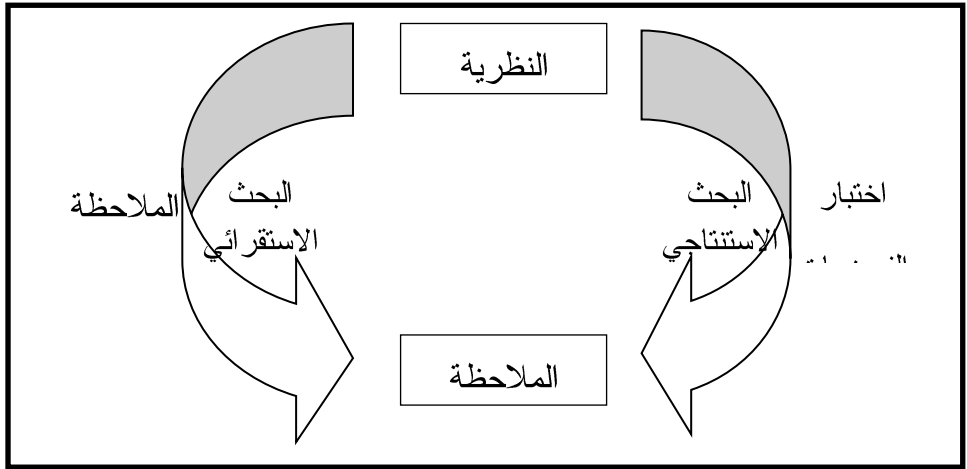 النظرية
اختبار
البحث
الاستنتاجي
البحث
الاستقرائي
الملاحظة
الملاحظة